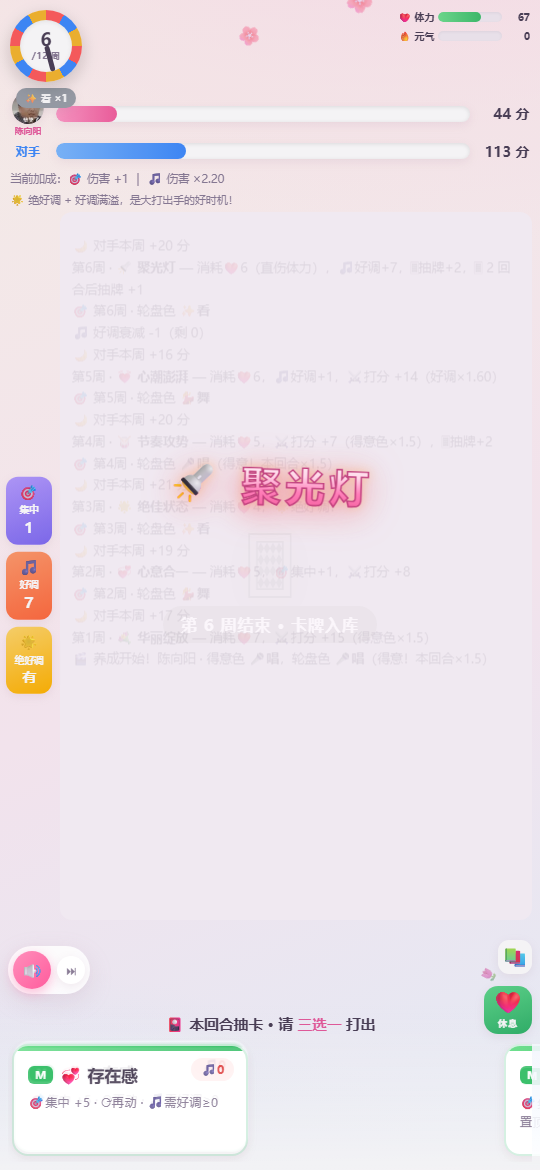 6
/12周
体力 67
元气 0
看 ×1
陈向阳
44 分
对手
113 分
当前加成: 伤害 +1 | 伤害 ×2.20
绝好调 + 好调满溢，是大打出手的好时机！
对手本周 +20 分
第6周 · 聚光灯 — 消耗 6（直伤体力）， 好调+7， 抽牌+2， 2 回
合后抽牌 +1
第6周 · 轮盘色 看
好调衰减 -1（剩 0）
对手本周 +16 分
第5周 · 心潮澎湃 — 消耗 6， 好调+1， 打分 +14（好调×1.60）
第5周 · 轮盘色 舞
对手本周 +20 分
第4周 · 节奏攻势 — 消耗 5， 打分 +7（得意色×1.5）， 抽牌+2
第4周 · 轮盘色 唱（得意！本回合×1.5）
对手本周 +21
第3周 · 绝佳状态
第3周 · 轮盘色 看
对手本周 +19 分
第2周 · 心意合一 — 消耗 5， 集中+1， 打分 +8
第2周 · 轮盘色 舞
对手本周 +17 分
第1周 · 华丽绽放 — 消耗 7， 打分 +15（得意色×1.5）
养成开始！陈向阳 · 得意色 唱，轮盘色 唱（得意！本回合×1.5）
聚光灯
第 6 周结束 • 卡牌入库
集中
1
好调
7
绝好调
有
休息
本回合抽卡 • 请 三选一 打出
M 存在感 0
集中 +5 · 再动 · 需好调≥0
M
置